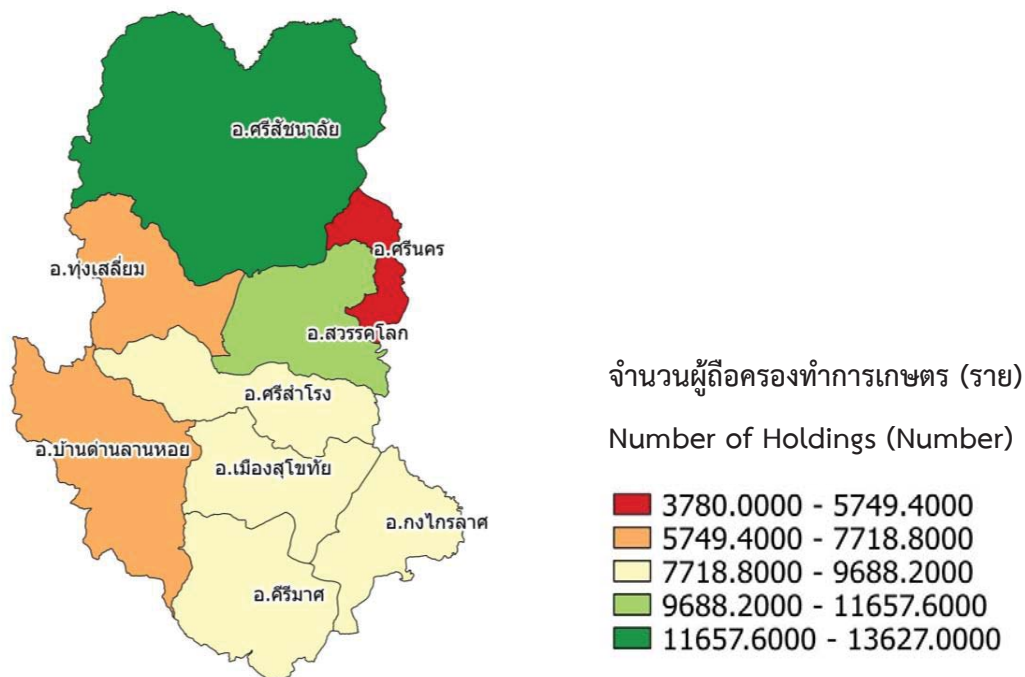 อ.ศรีสัชนาลัย
อ.ศรีนคร
อ.ทุ่งเสลี่ยม
อ.สวรรคโลก
อ.ศรีสำโรง
อ.บ้านด่านลานหอย
อ.เมืองสุโขทัย
อ.กงไกรลาศ
อ.คีรีมาศ
จำนวนผู้ถือครองทำการเกษตร (ราย)
Number of Holdings (Number)
3780.0000 - 5749.4000
5749.4000 - 7718.8000
7718.8000 - 9688.2000
9688.2000 - 11657.6000
11657.6000 - 13627.0000